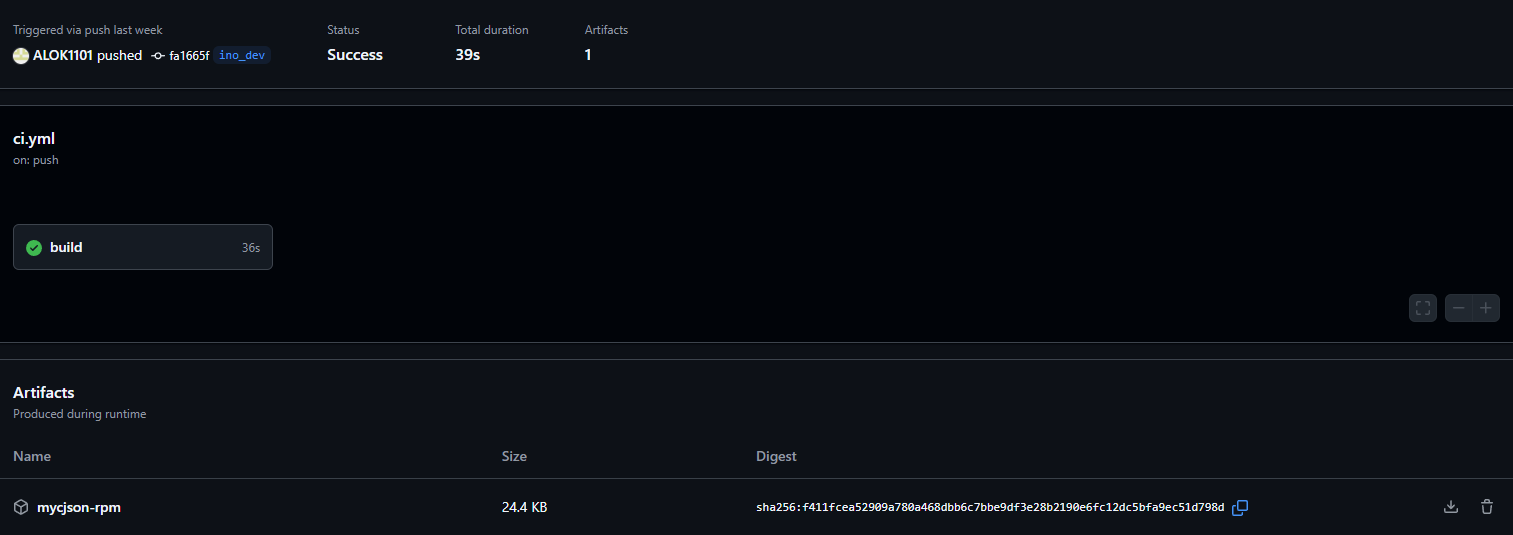 Triggered via push last week Status Total duration Artifacts
ALOK1101 pushed fa1665f ino_dev Success 39s 1
ci.yml
on: push
build 36s
Artifacts
Produced during runtime
Name Size Digest
mycjson-rpm 24.4 KB sha256:f411fcea52909a780a468dbb6c7bbe9df3e28b2190e6fc12dc5bfa9ec51d798d